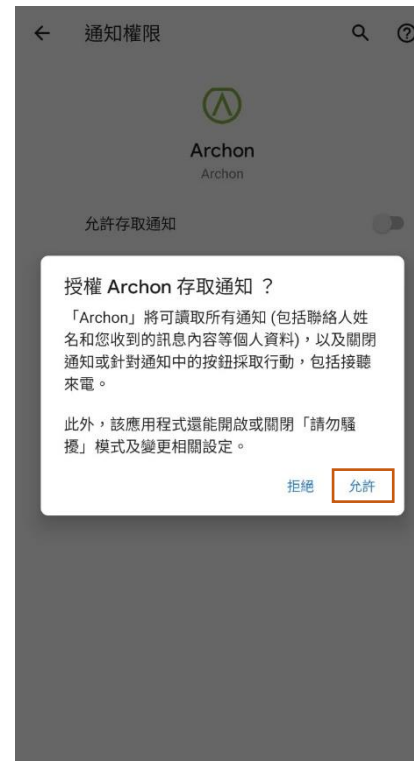 通知權限
Archon
Archon
允許存取通知
授權 Archon 存取通知 ？
「Archon」將可讀取所有通知 (包括聯絡人姓
名和您收到的訊息內容等個人資料)，以及關閉
通知或針對通知中的按鈕採取行動，包括接聽
來電。
此外，該應用程式還能開啟或關閉「請勿騷
擾」模式及變更相關設定。
拒絕 允許